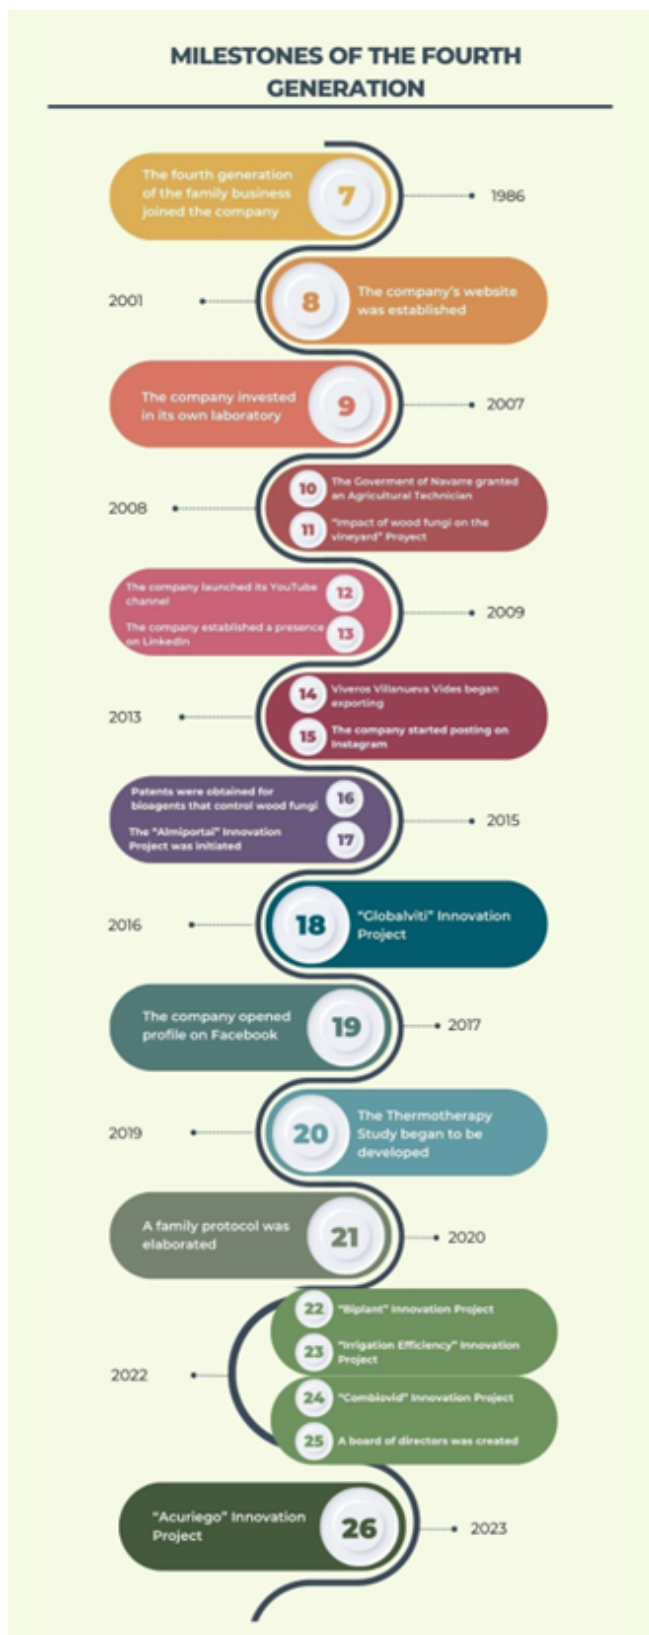 MILESTONES OF THE FOURTH
GENERATION
The fourth generation
of the family business
joined the company
7
1986
2001
8
The company's website
was established
The company invested
in its own laboratory
9
2007
2008
10
The Goverment of Navarre granted
an Agricultural Technician
11
"Impact of wood fungi on the
vineyard" Proyect
The company launched its YouTube
channel
12
The company established a presence
on LinkedIn
13
2009
2013
14
Viveros Villanueva Vides began
exporting
15
The company started posting on
Instagram
Patents were obtained for
bioagents that control wood fungi
16
The "Almiportai" Innovation
Project was initiated
17
2015
2016
18
"Globalviti" Innovation
Project
The company opened
profile on Facebook
19
2017
2019
20
The Thermotherapy
Study began to be
developed
A family protocol was
elaborated
21
2020
2022
22
"Biplant" Innovation Project
23
"Irrigation Efficiency" Innovation
Project
24
"Combiovid" Innovation Project
25
A board of directors was created
"Acuriego" Innovation
Project
26
2023